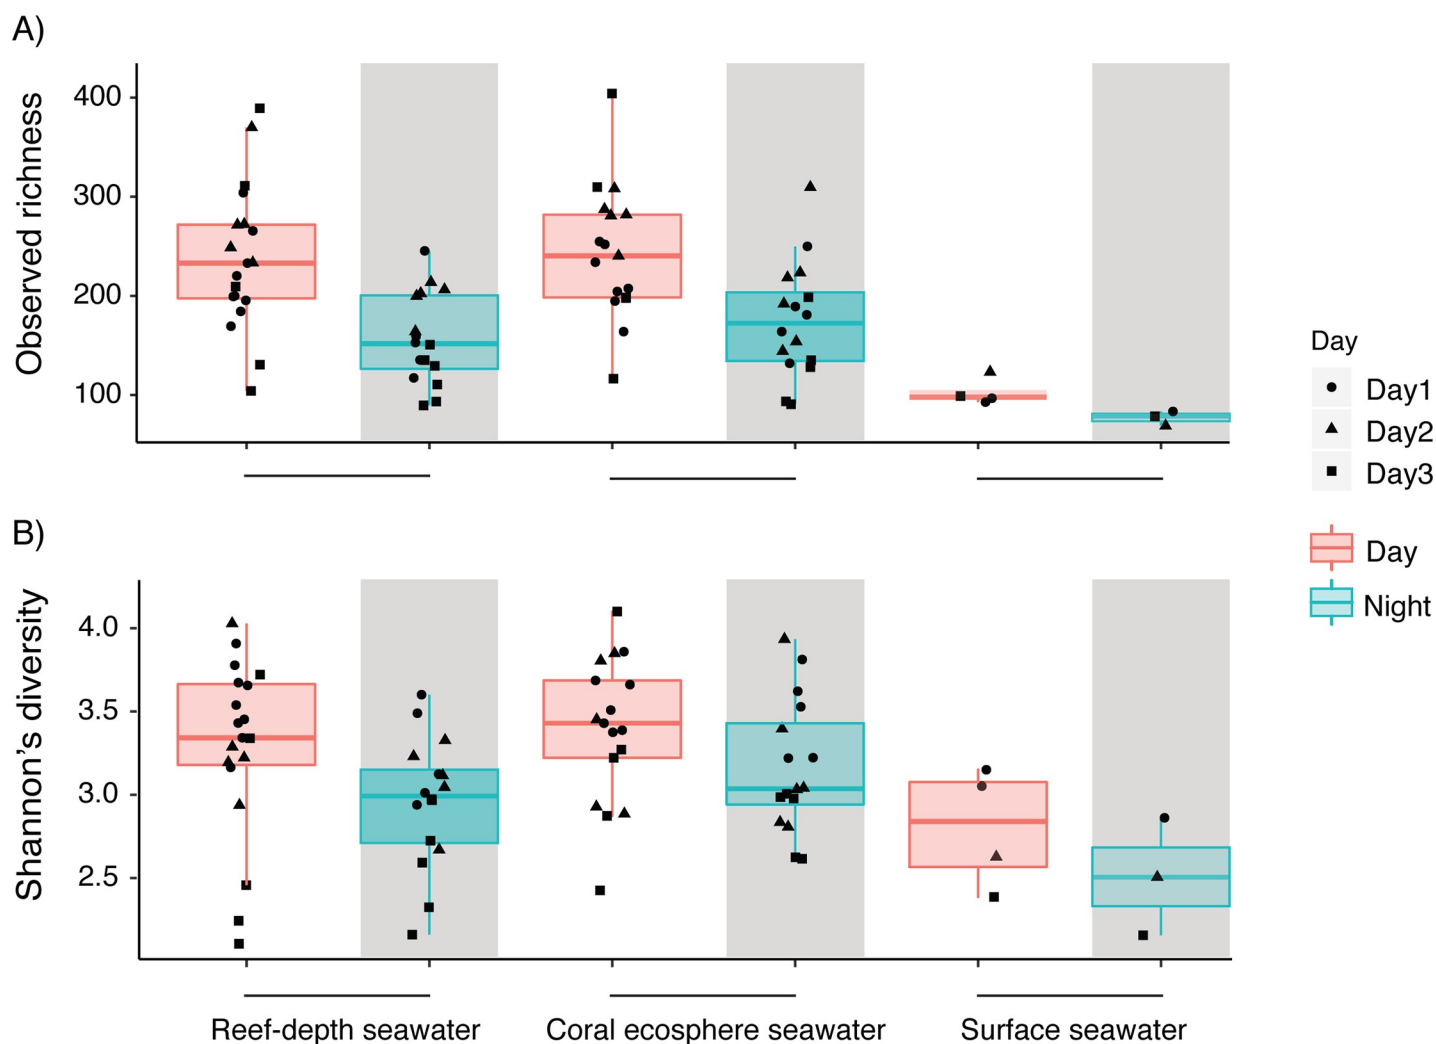 A)
Observed richness
400
300
200
100
Day
Day1
Day2
Day3
Day
Night
B)
Shannon’s diversity
4.0
3.5
3.0
2.5
Reef-depth seawater
Coral ecosphere seawater
Surface seawater